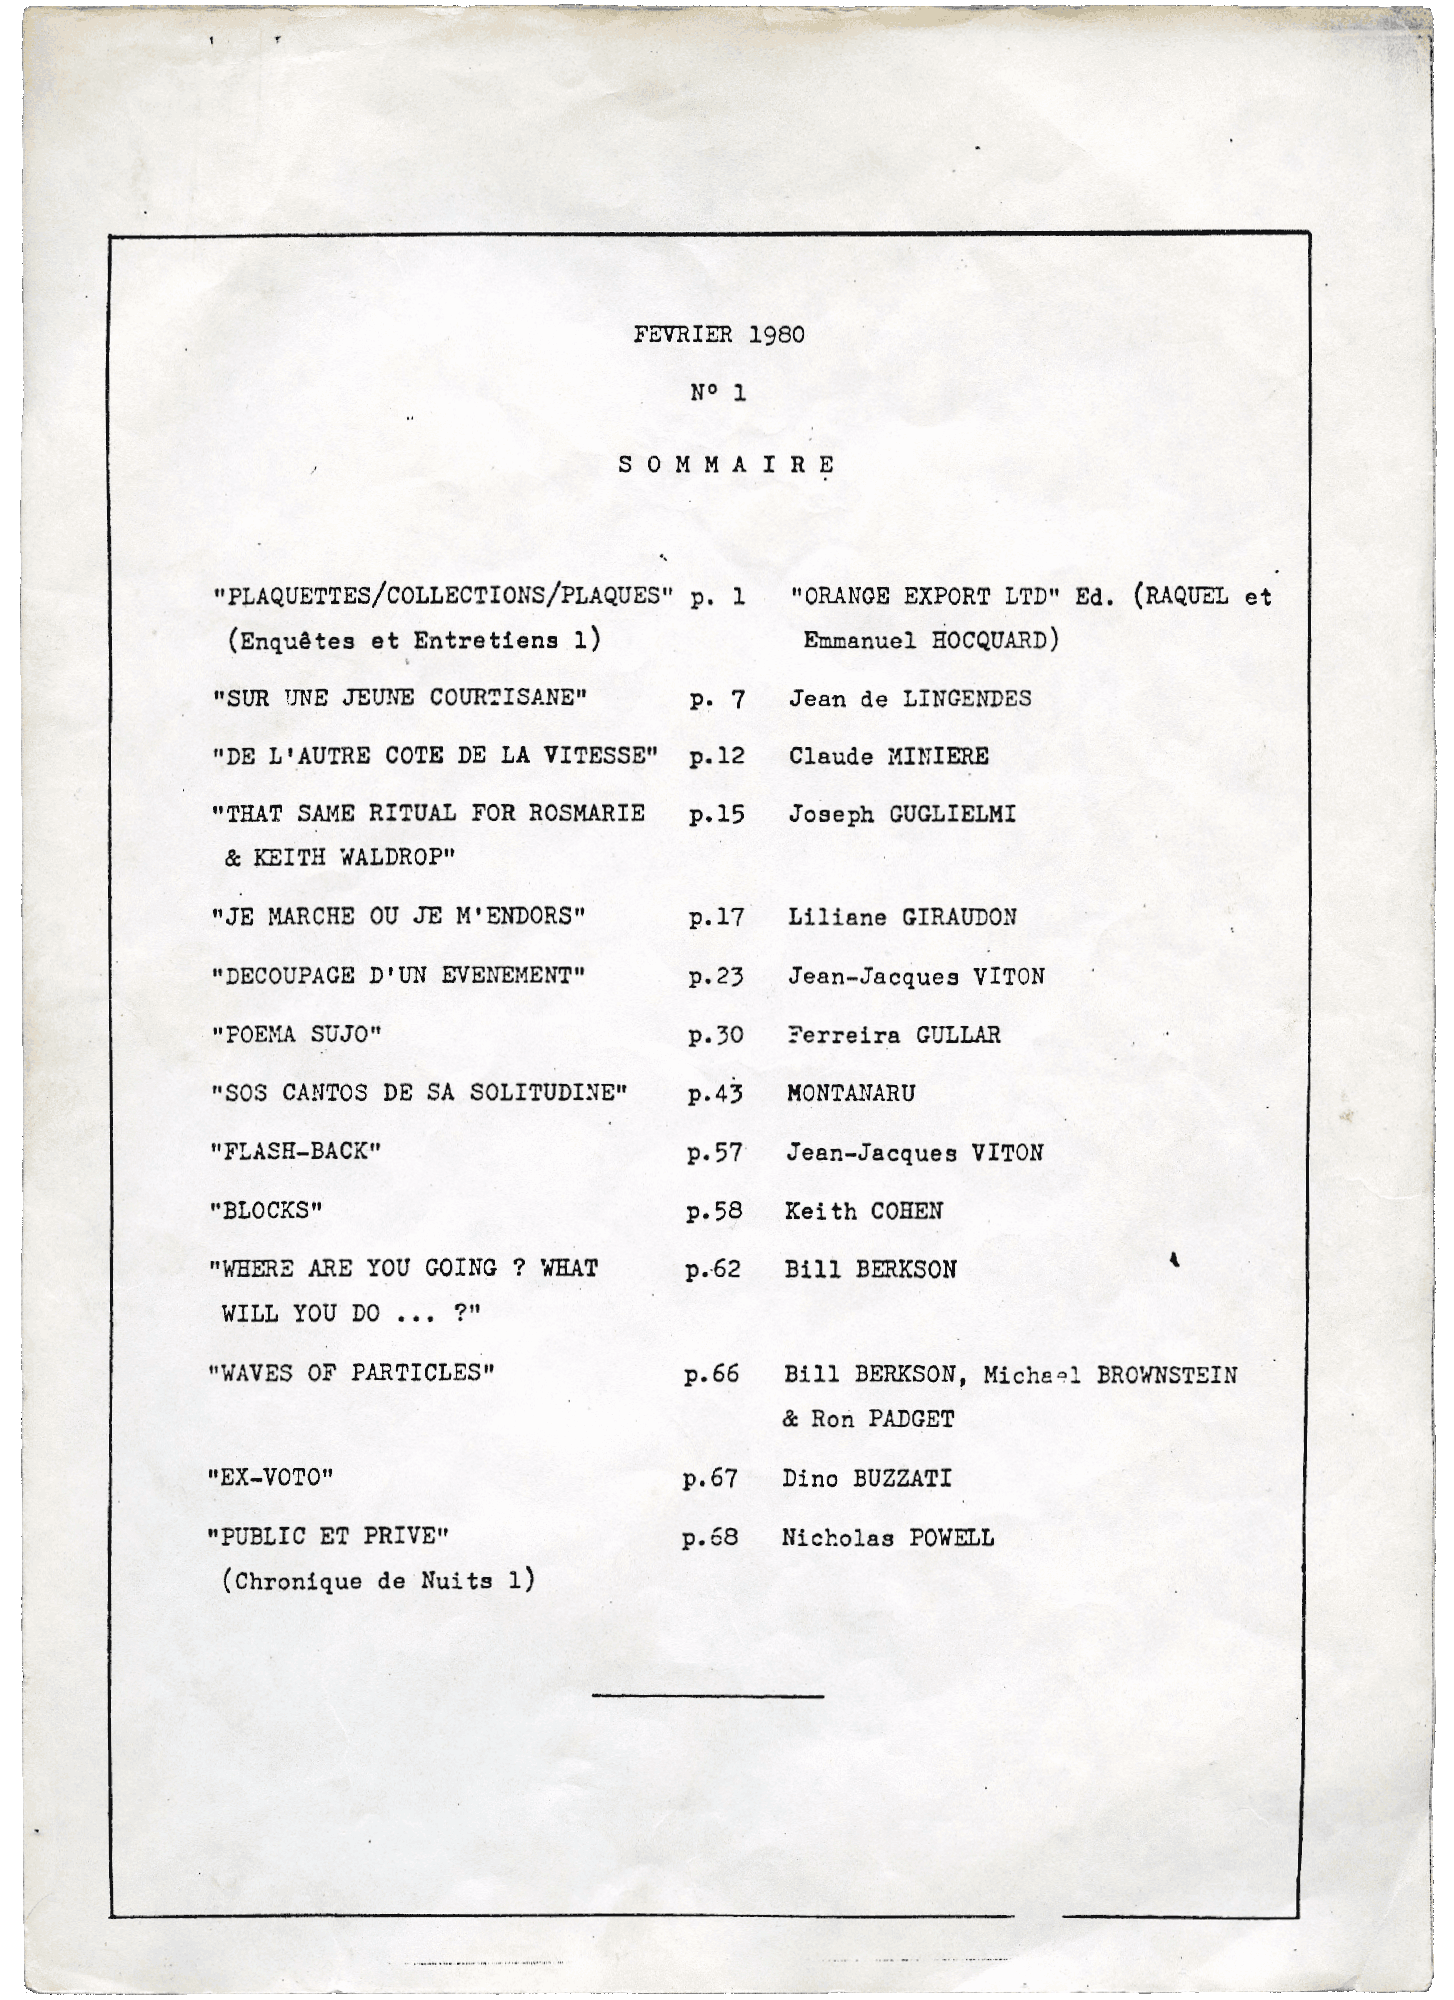 FEVRIER 1980
Nº 1
S O M M A I R E
"PLAQUETTES/COLLECTIONS/PLAQUES" p. 1 "ORANGE EXPORT LTD" Ed. (RAQUEL et
(Enquêtes et Entretiens 1) Emmanuel HOCQUARD)
"SUR UNE JEUNE COURTISANE" p. 7 Jean de LINGENDES
"DE L'AUTRE COTE DE LA VITESSE" p.12 Claude MINIERE
"THAT SAME RITUAL FOR ROSMARIE p.15 Joseph GUGLIELMI
& KEITH WALDROP"
"JE MARCHE OU JE M'ENDORS" p.17 Liliane GIRAUDON
"DECOUPAGE D'UN EVENEMENT" p.23 Jean-Jacques VITON
"POEMA SUJO" p.30 Ferreira GULLAR
"SOS CANTOS DE SA SOLITUDINE" p.43 MONTANARU
"FLASH-BACK" p.57 Jean-Jacques VITON
"BLOCKS" p.58 Keith COHEN
"WHERE ARE YOU GOING ? WHAT p.62 Bill BERKSON
WILL YOU DO ... ?"
"WAVES OF PARTICLES" p.66 Bill BERKSON, Michael BROWNSTEIN
& Ron PADGET
"EX-VOTO" p.67 Dino BUZZATI
"PUBLIC ET PRIVE" p.68 Nicholas POWELL
(Chronique de Nuits 1)